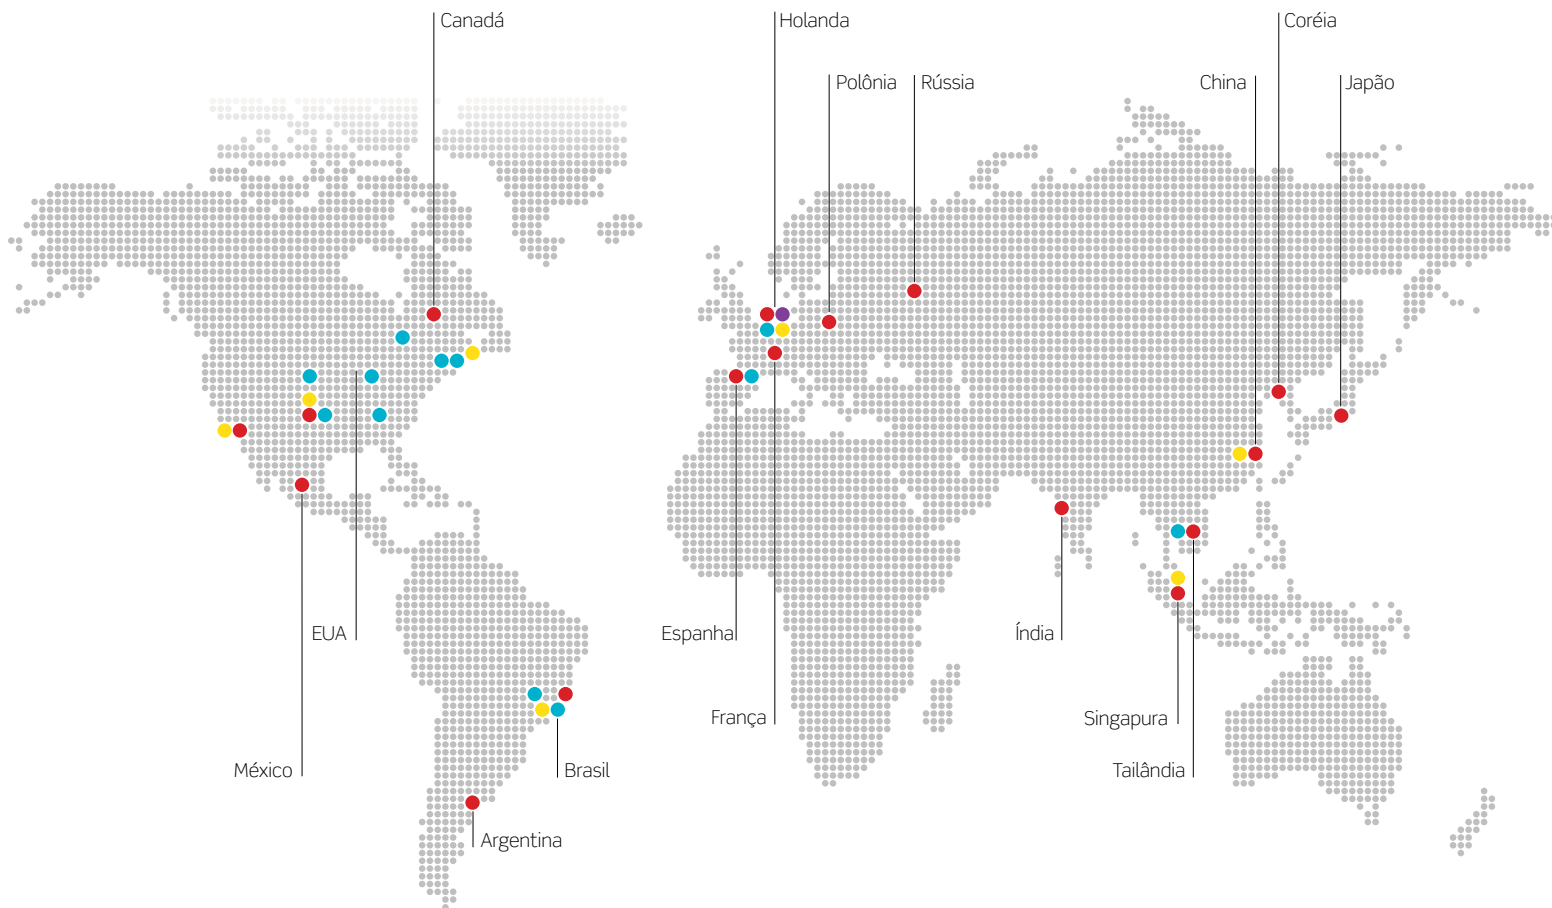 Canadá
Holanda
Coréia
Polônia
Rússia
China
Japão
EUA
Espanha
Índia
França
Singapura
México
Brasil
Tailândia
Argentina